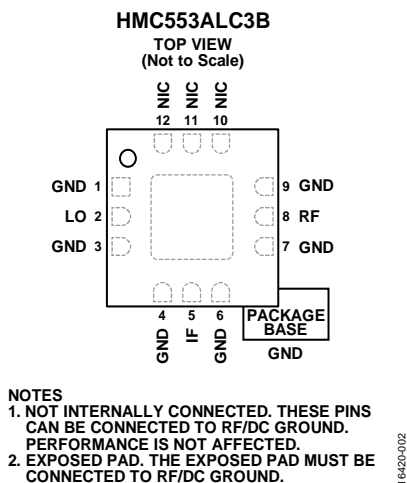 HMC553ALC3B
TOP VIEW
(Not to Scale)
NIC NIC NIC
12 11 10
GND 1
LO 2
GND 3
9 GND
8 RF
7 GND
4 5 6
GND IF GND
PACKAGE
BASE
GND
NOTES
1. NOT INTERNALLY CONNECTED. THESE PINS
CAN BE CONNECTED TO RF/DC GROUND.
PERFORMANCE IS NOT AFFECTED.
2. EXPOSED PAD. THE EXPOSED PAD MUST BE
CONNECTED TO RF/DC GROUND.
16420-002